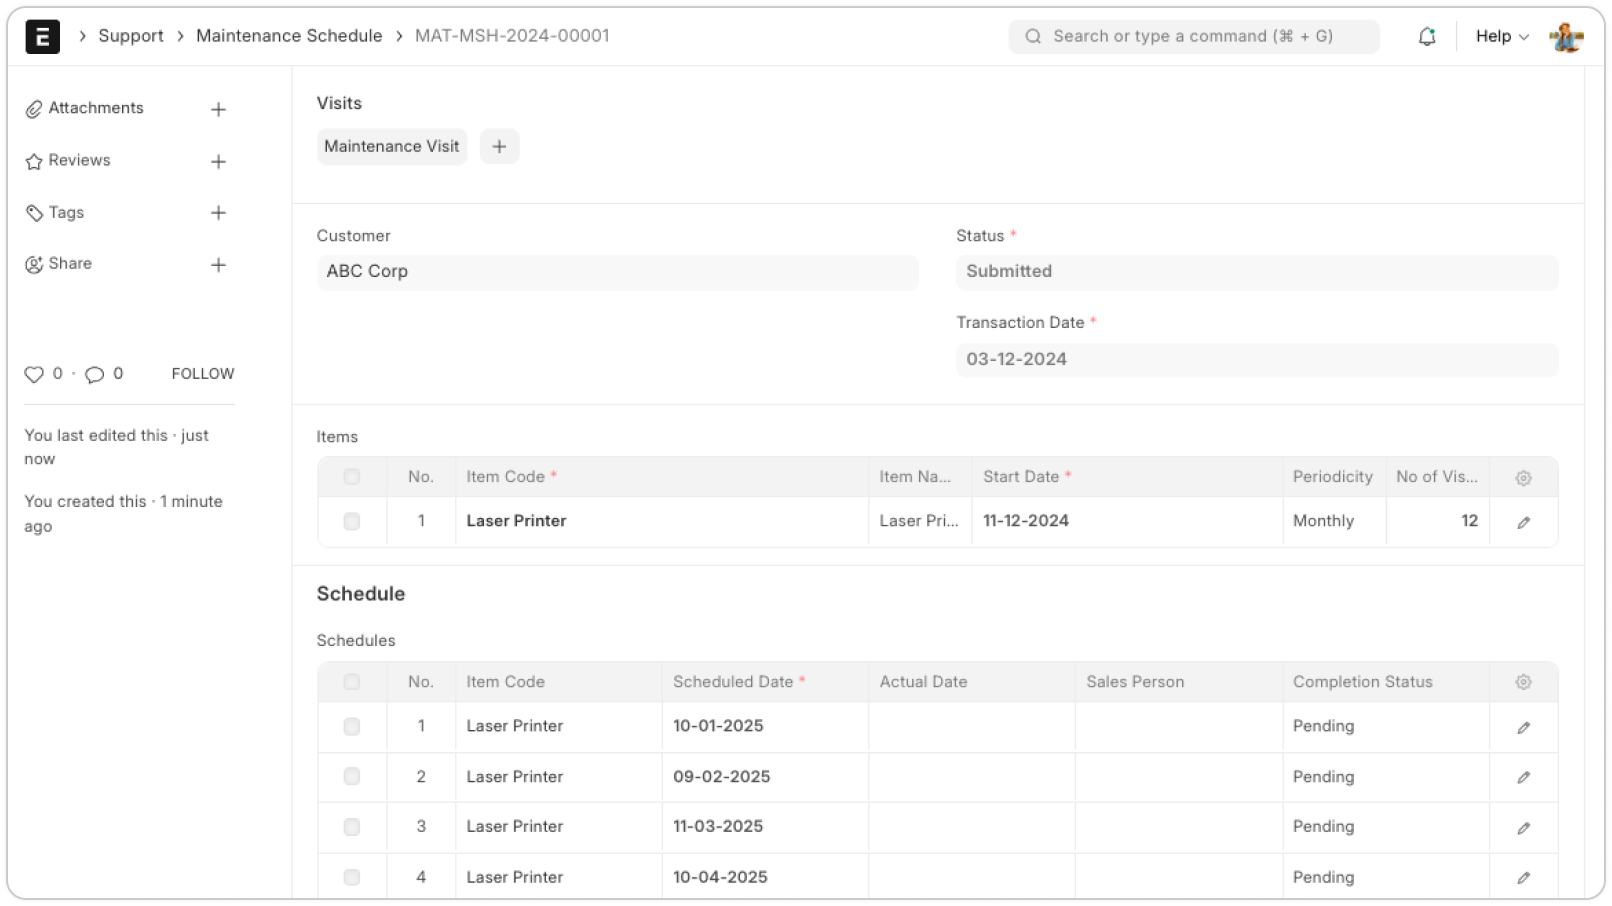 E
Support
Maintenance Schedule
MAT-MSH-2024-00001
Search or type a command (⌘ + G)
Help
Attachments
Reviews
Tags
Share
0 · 0 FOLLOW
You last edited this · just
now
You created this · 1 minute
ago
Visits
Maintenance Visit
Customer
ABC Corp
Status *
Submitted
Transaction Date *
03-12-2024
Items
No. Item Code * Item Na... Start Date * Periodicity No of Vis...
1 Laser Printer Laser Pri... 11-12-2024 Monthly 12
Schedule
Schedules
No. Item Code Scheduled Date * Actual Date Sales Person Completion Status
1 Laser Printer 10-01-2025 Pending
2 Laser Printer 09-02-2025 Pending
3 Laser Printer 11-03-2025 Pending
4 Laser Printer 10-04-2025 Pending